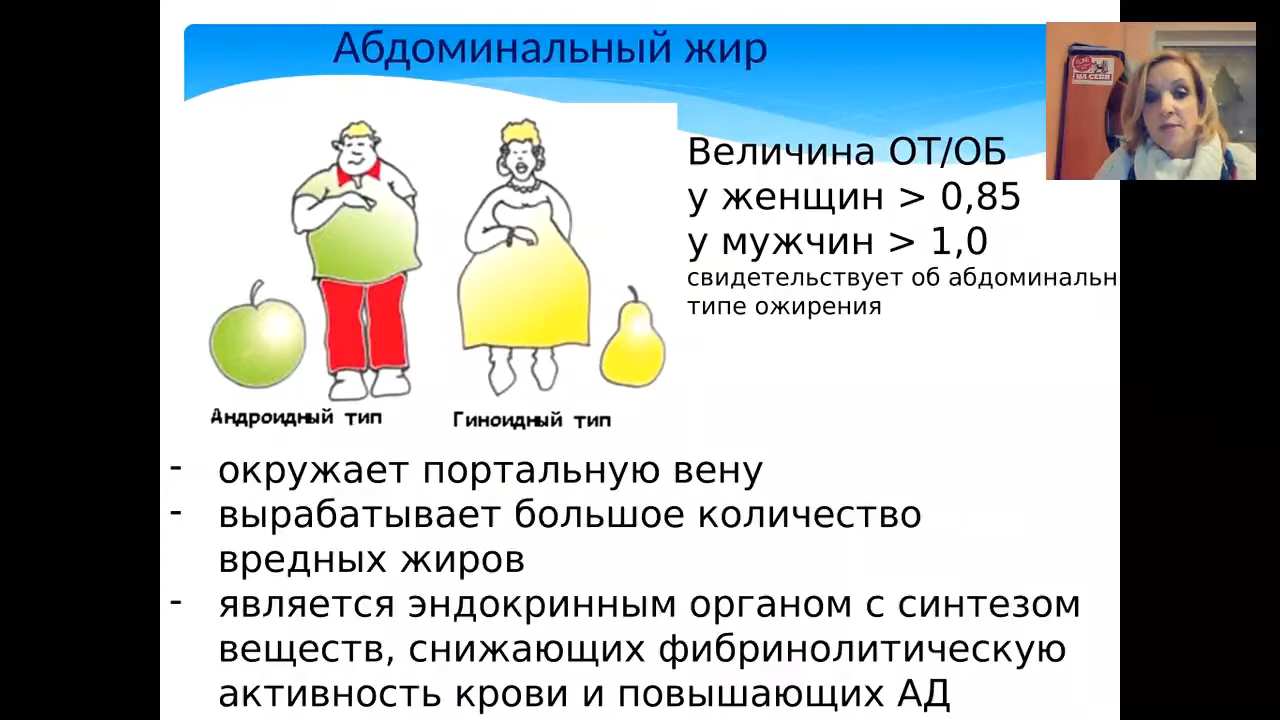 Абдоминальный жир
Величина ОТ/ОБ
у женщин > 0,85
у мужчин > 1,0
свидетельствует об абдоминальн
типе ожирения
Андроидный тип
Гиноидный тип
- окружает портальную вену
- вырабатывает большое количество
вредных жиров
- является эндокринным органом с синтезом
веществ, снижающих фибринолитическую
активность крови и повышающих АД
НА СЕБЯ